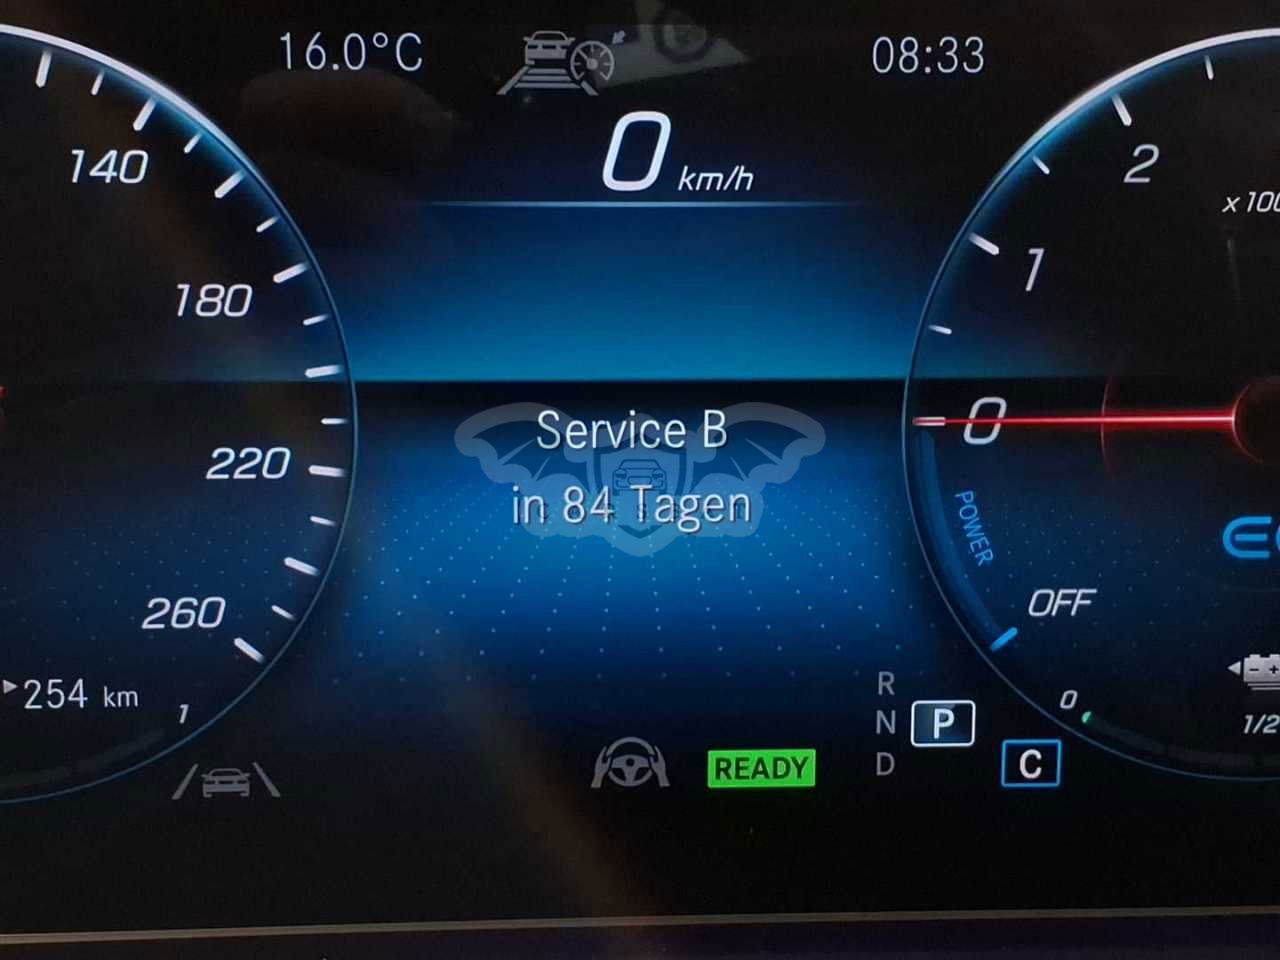 16.0°C
08:33
0 km/h
140
180
220
260
254 km
1
Service B
in 84 Tagen
2
x 100
1
0
POWER
OFF
0
1/2
R
N P
D
C
READY